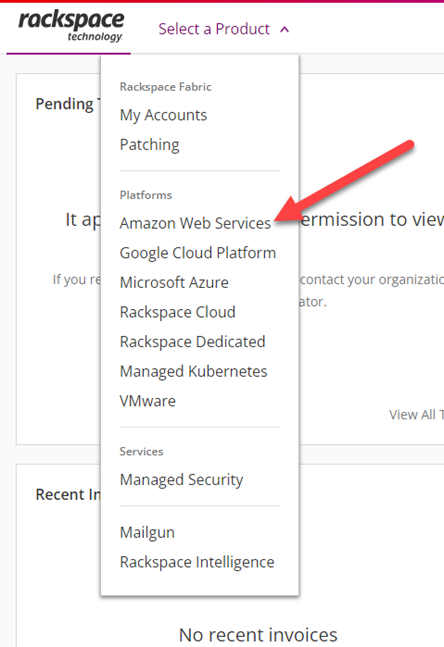 rackspace
technology
Select a Product
Rackspace Fabric
My Accounts
Patching
Platforms
Amazon Web Services
Google Cloud Platform
Microsoft Azure
Rackspace Cloud
Rackspace Dedicated
Managed Kubernetes
VMware
Services
Managed Security
Mailgun
Rackspace Intelligence
Pending
It ap ermission to view
If you re contact your organizatio
ator.
View All T
Recent In
No recent invoices